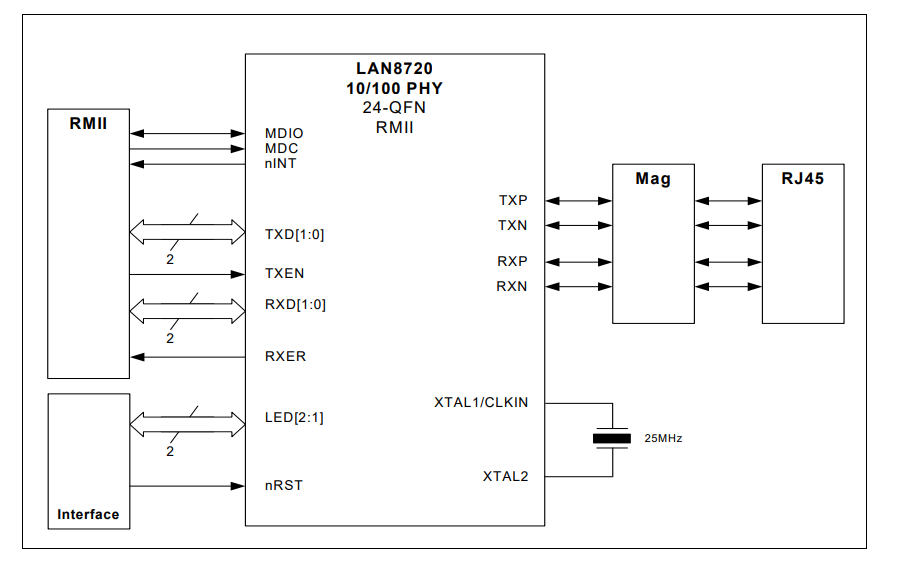 LAN8720
10/100 PHY
24-QFN
RMII
RMII
MDIO
MDC
nINT
TXD[1:0]
2
TXEN
RXD[1:0]
2
RXER
LED[2:1]
2
nRST
Interface
TXP
TXN
RXP
RXN
Mag
RJ45
XTAL1/CLKIN
25MHz
XTAL2